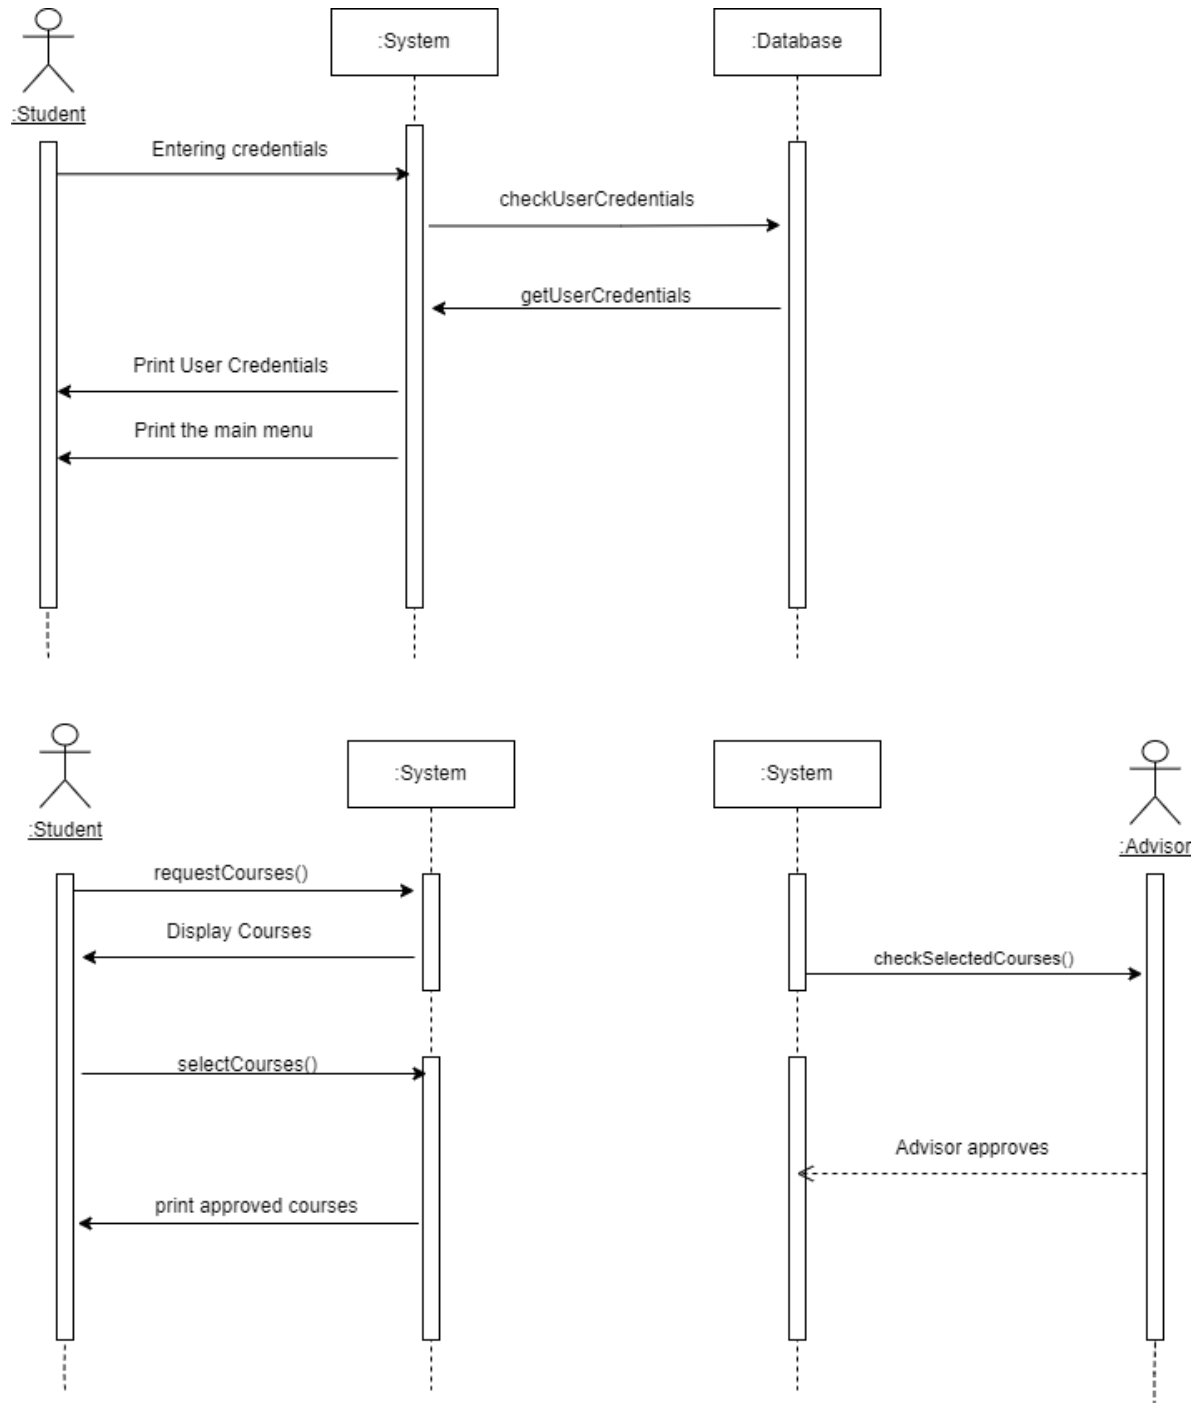 :Student
:System
:Database
Entering credentials
checkUserCredentials
getUserCredentials
Print User Credentials
Print the main menu
:Student
:System
:System
:Advisor
requestCourses()
Display Courses
checkSelectedCourses()
selectCourses()
Advisor approves
print approved courses